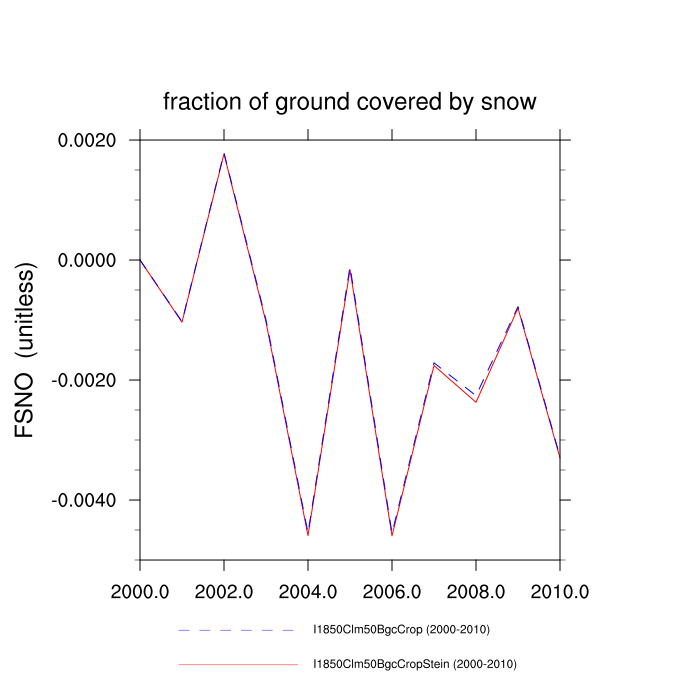 fraction of ground covered by snow
0.0020
0.0000
-0.0020
-0.0040
FSNO (unitless)
2000.0 2002.0 2004.0 2006.0 2008.0 2010.0
I1850Clm50BgcCrop (2000-2010)
I1850Clm50BgcCropStein (2000-2010)